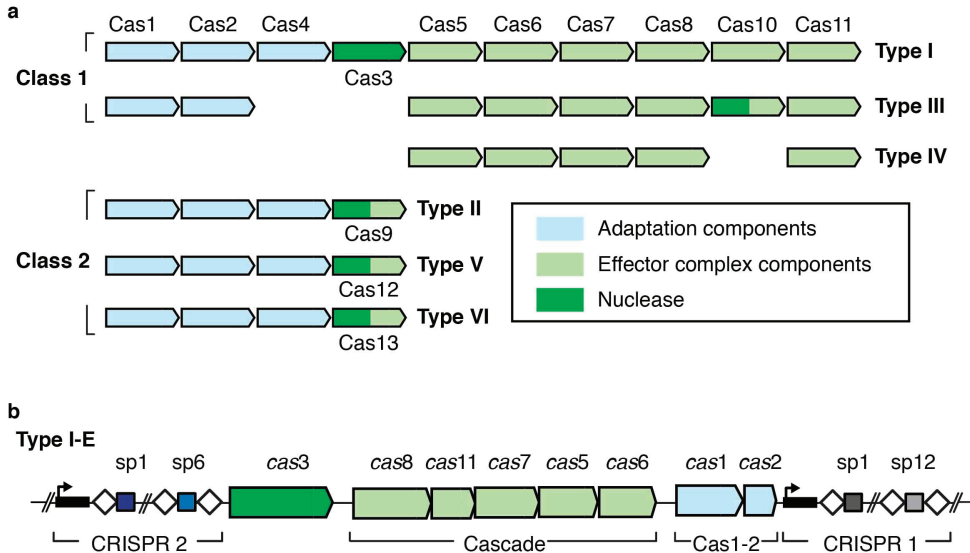 a
Cas1 Cas2 Cas4 Cas5 Cas6 Cas7 Cas8 Cas10 Cas11
Type I
Class 1
Cas3
Type III
Type IV
Type II
Cas9
Class 2
Type V
Cas12
Type VI
Cas13
Adaptation components
Effector complex components
Nuclease
b
Type I-E
sp1 sp6 cas3 cas8 cas11 cas7 cas5 cas6 cas1 cas2 sp1 sp12
CRISPR 2 Cascade Cas1-2 CRISPR 1